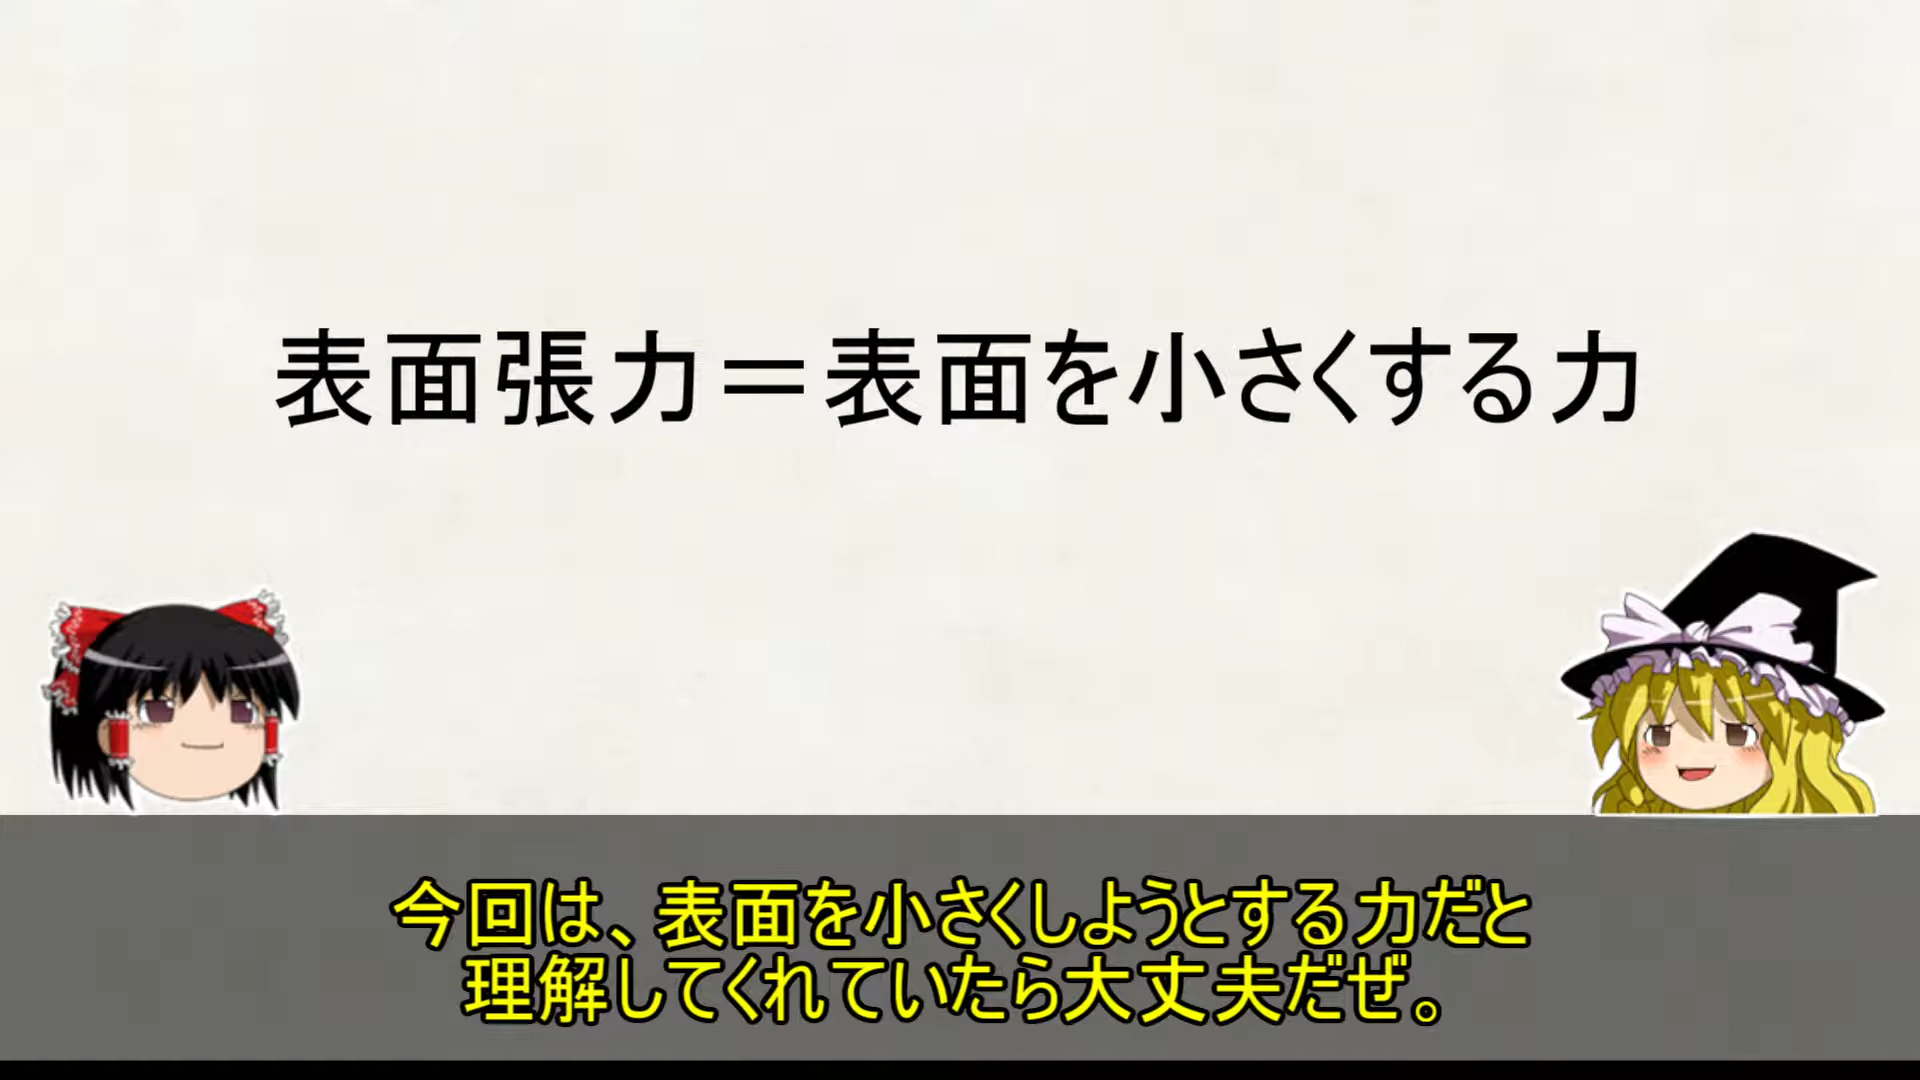 表面張力＝表面を小さくする力
今回は、表面を小さくしようとする力だと
理解してくれていたら大丈夫だぜ。